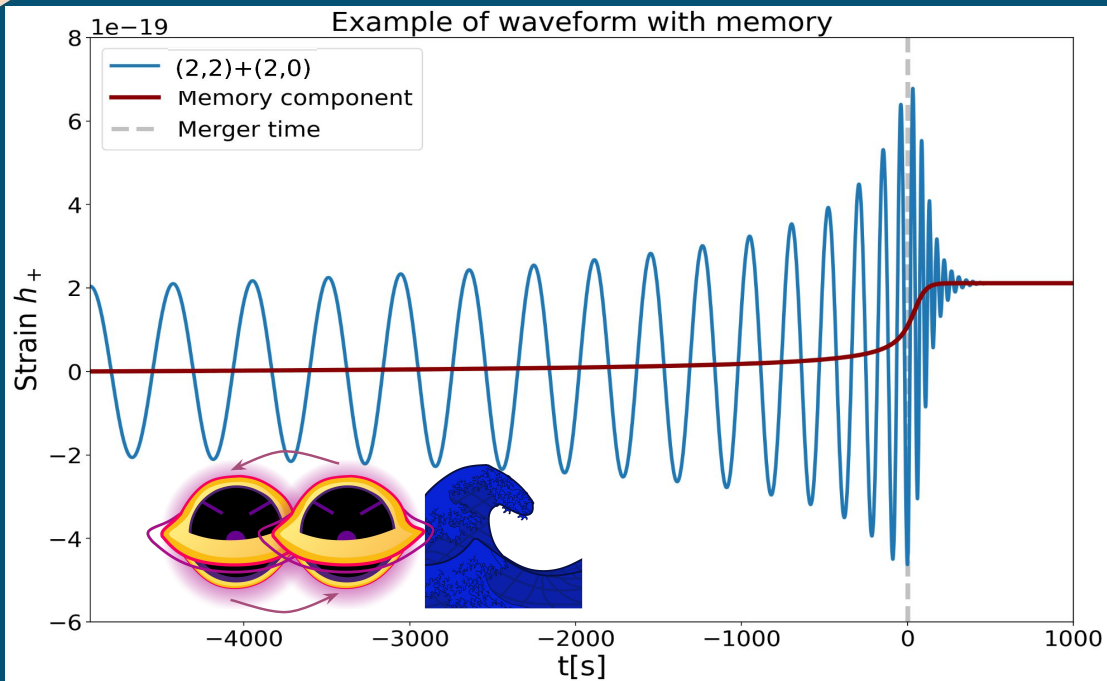 Example of waveform with memory
1e−19
(2,2)+(2,0)
Memory component
Merger time
8
6
4
2
0
−2
−4
−6
Strain h₊
−4000 −3000 −2000 −1000 0 1000
t[s]